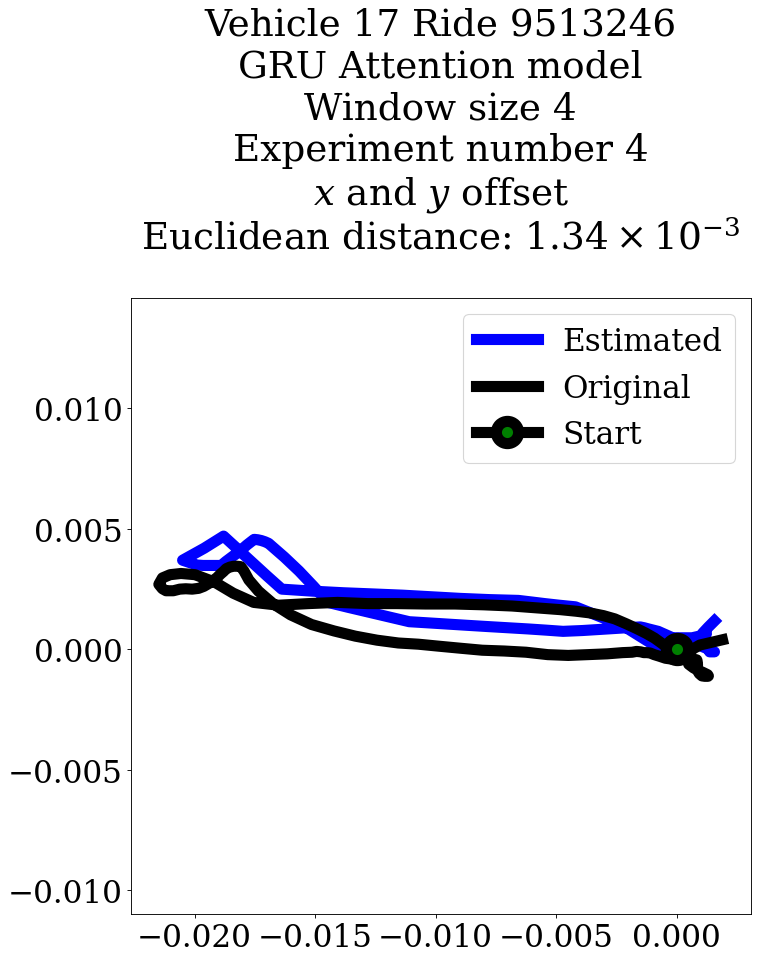 Vehicle 17 Ride 9513246
GRU Attention model
Window size 4
Experiment number 4
x and y offset
Euclidean distance: 1.34 × 10⁻³
Estimated
Original
Start
0.010
0.005
0.000
−0.005
−0.010
−0.020 −0.015 −0.010 −0.005 0.000